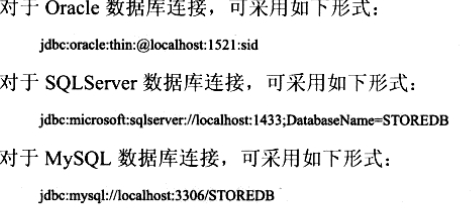 对于 Oracle 数据库连接，可采用如下形式：
jdbc:oracle:thin:@localhost:1521:sid
对于 SQLServer 数据库连接，可采用如下形式：
jdbc:microsoft:sqlserver://localhost:1433;DatabaseName=STOREDB
对于 MySQL 数据库连接，可采用如下形式：
jdbc:mysql://localhost:3306/STOREDB